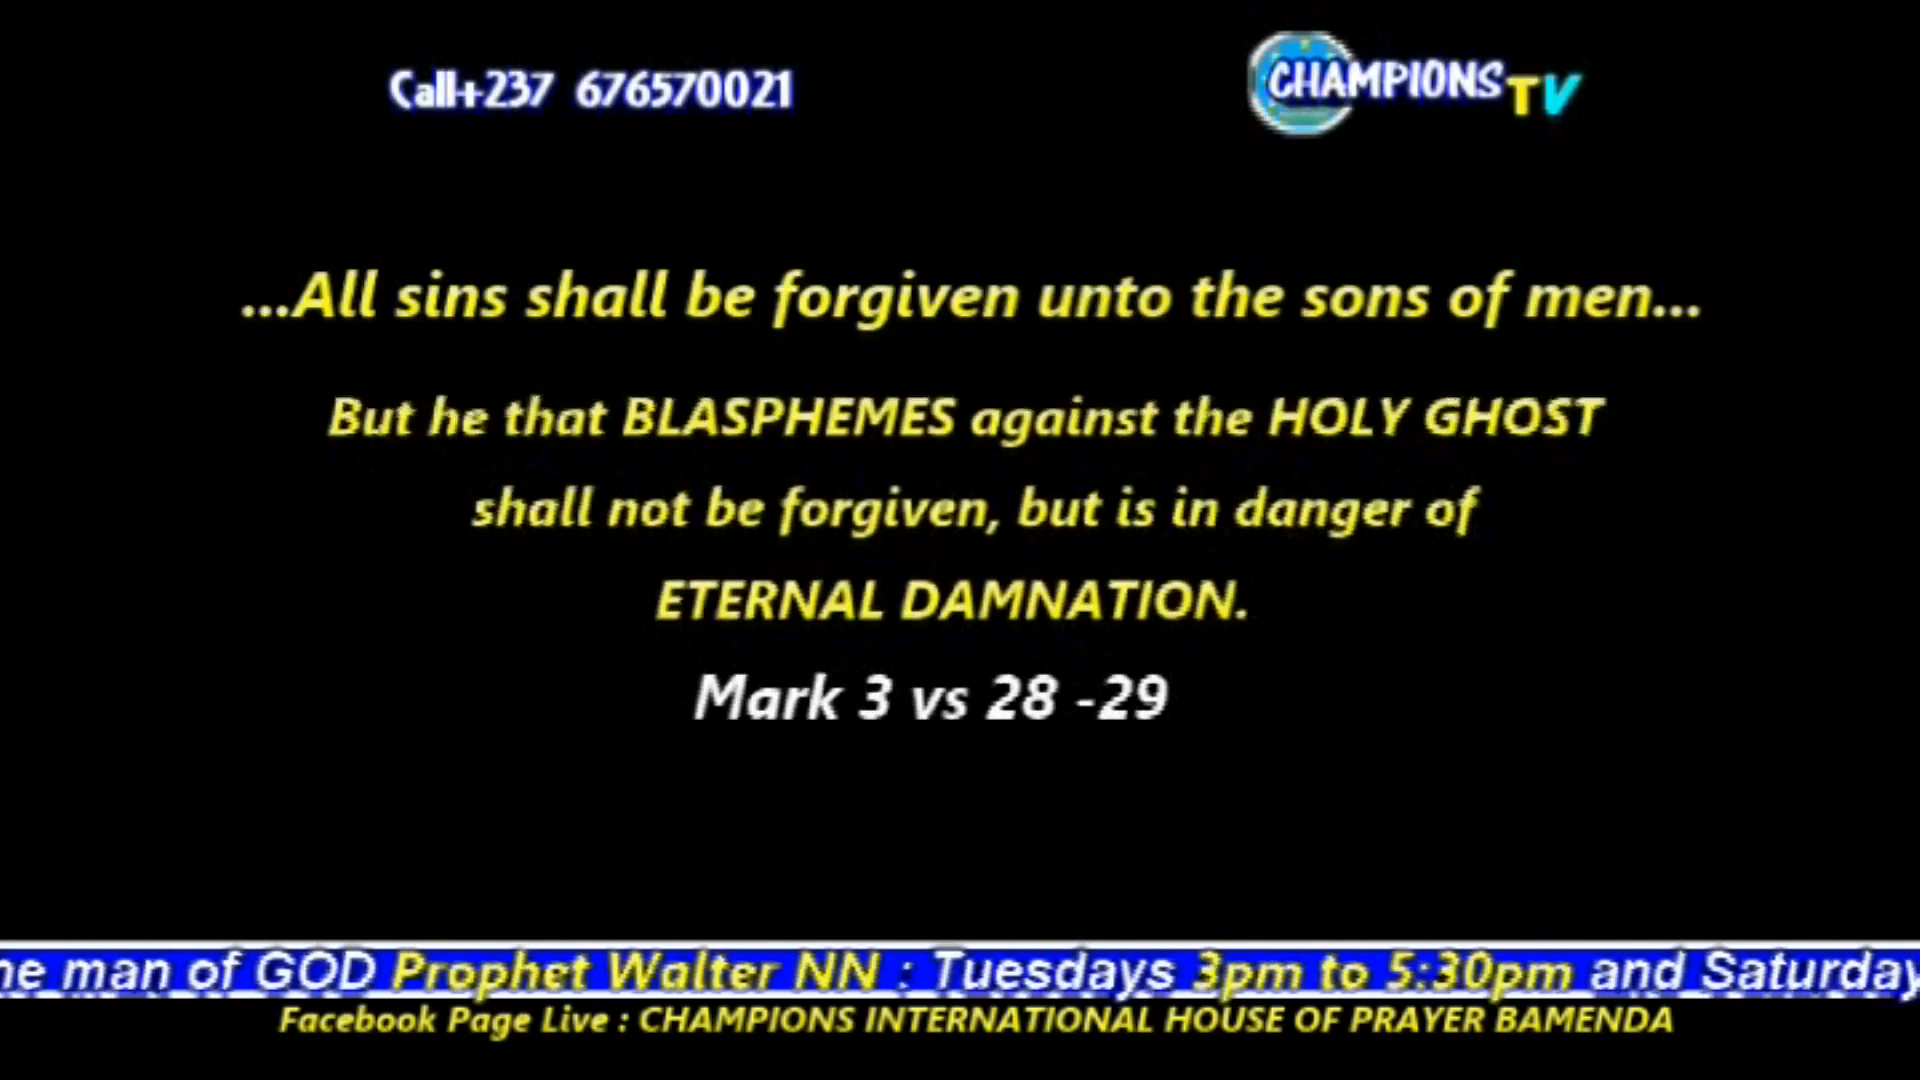 Call+237 676570021
CHAMPIONS TV
...All sins shall be forgiven unto the sons of men...
But he that BLASPHEMES against the HOLY GHOST
shall not be forgiven, but is in danger of
ETERNAL DAMNATION.
Mark 3 vs 28 -29
he man of GOD Prophet Walter NN : Tuesdays 3pm to 5:30pm and Saturday
Facebook Page Live : CHAMPIONS INTERNATIONAL HOUSE OF PRAYER BAMENDA